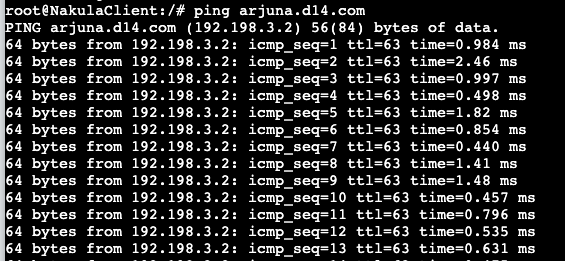 root@NakulaClient:/# ping arjuna.d14.com
PING arjuna.d14.com (192.198.3.2) 56(84) bytes of data.
64 bytes from 192.198.3.2: icmp_seq=1 ttl=63 time=0.984 ms
64 bytes from 192.198.3.2: icmp_seq=2 ttl=63 time=2.46 ms
64 bytes from 192.198.3.2: icmp_seq=3 ttl=63 time=0.997 ms
64 bytes from 192.198.3.2: icmp_seq=4 ttl=63 time=0.498 ms
64 bytes from 192.198.3.2: icmp_seq=5 ttl=63 time=1.82 ms
64 bytes from 192.198.3.2: icmp_seq=6 ttl=63 time=0.854 ms
64 bytes from 192.198.3.2: icmp_seq=7 ttl=63 time=0.440 ms
64 bytes from 192.198.3.2: icmp_seq=8 ttl=63 time=1.41 ms
64 bytes from 192.198.3.2: icmp_seq=9 ttl=63 time=1.48 ms
64 bytes from 192.198.3.2: icmp_seq=10 ttl=63 time=0.457 ms
64 bytes from 192.198.3.2: icmp_seq=11 ttl=63 time=0.796 ms
64 bytes from 192.198.3.2: icmp_seq=12 ttl=63 time=0.535 ms
64 bytes from 192.198.3.2: icmp_seq=13 ttl=63 time=0.631 ms